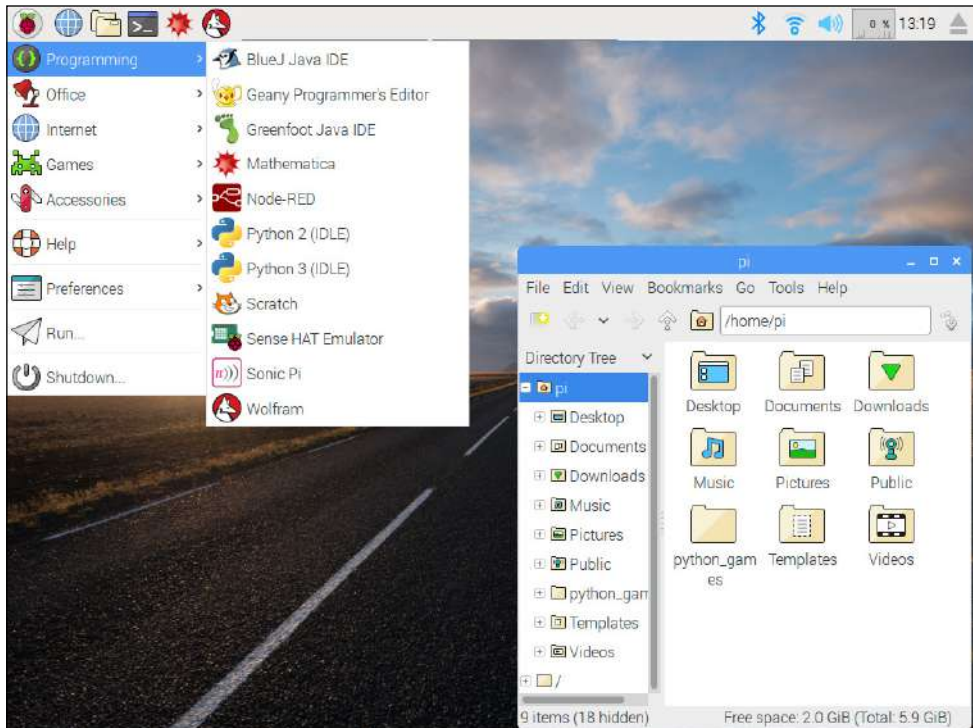 0 % 13:19
Programming
Office
Internet
Games
Accessories
Help
Preferences
Run...
Shutdown...
BlueJ Java IDE
Geany Programmer's Editor
Greenfoot Java IDE
Mathematica
Node-RED
Python 2 (IDLE)
Python 3 (IDLE)
Scratch
Sense HAT Emulator
n)))
Sonic Pi
Wolfram
pi
File Edit View Bookmarks Go Tools Help
/home/pi
Directory Tree
pi
Desktop
Documents
Downloads
Music
Pictures
Public
python_gam
Templates
Videos
/
Desktop Documents Downloads
Music Pictures Public
python_gam Templates Videos
es
9 items (18 hidden) Free space: 2.0 GiB (Total: 5.9 GiB)